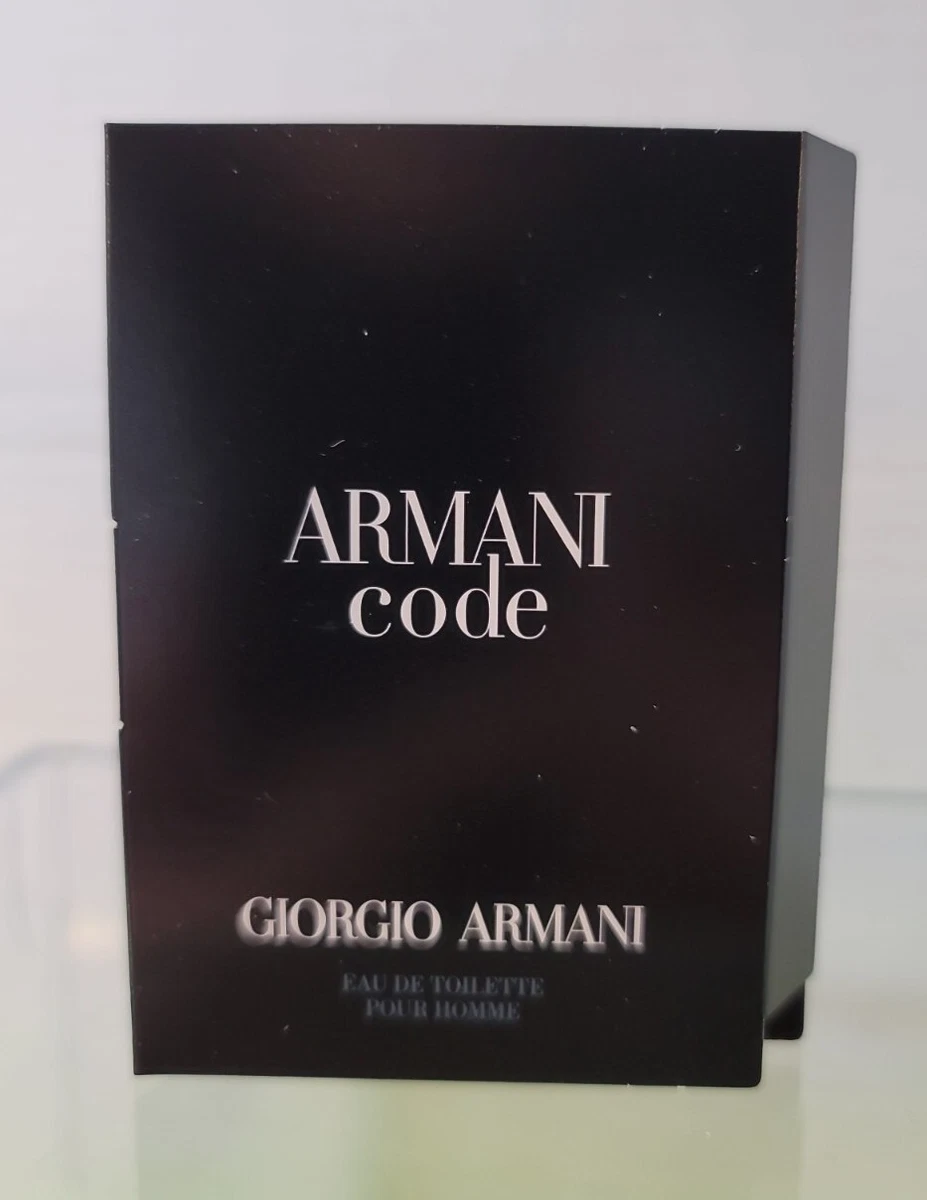 ARMANI
code
GIORGIO ARMANI
EAU DE TOILETTE
POUR HOMME